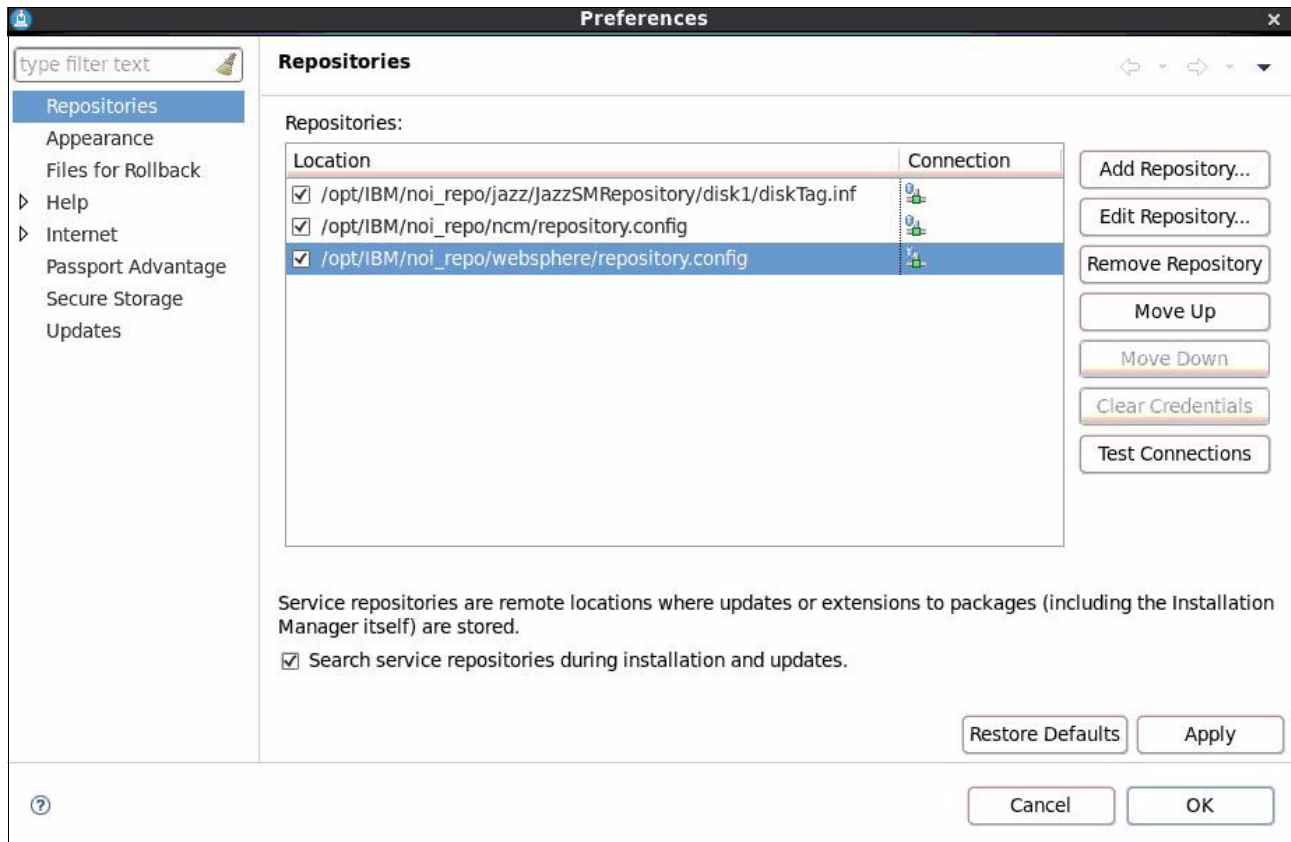 Preferences
type filter text
Repositories
Repositories
Appearance
Files for Rollback
Help
Internet
Passport Advantage
Secure Storage
Updates
Repositories:
Location Connection
/opt/IBM/noi_repo/jazz/JazzSMRepository/disk1/diskTag.inf
/opt/IBM/noi_repo/ncm/repository.config
/opt/IBM/noi_repo/websphere/repository.config
Add Repository...
Edit Repository...
Remove Repository
Move Up
Move Down
Clear Credentials
Test Connections
Service repositories are remote locations where updates or extensions to packages (including the Installation
Manager itself) are stored.
Search service repositories during installation and updates.
Restore Defaults Apply
Cancel OK